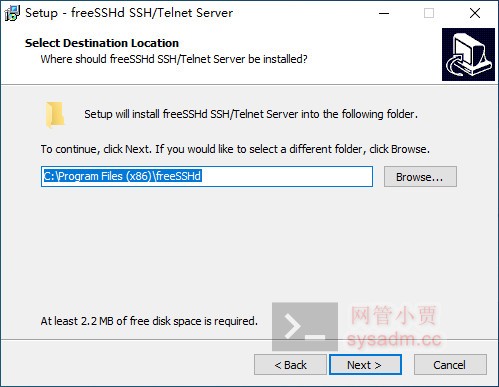 Setup - freeSSHd SSH/Telnet Server
Select Destination Location
Where should freeSSHd SSH/Telnet Server be installed?
Setup will install freeSSHd SSH/Telnet Server into the following folder.
To continue, click Next. If you would like to select a different folder, click Browse.
C:\Program Files (x86)\freeSSHd
Browse...
网管小贾
sysadm.cc
At least 2.2 MB of free disk space is required.
< Back
Next >
Cancel